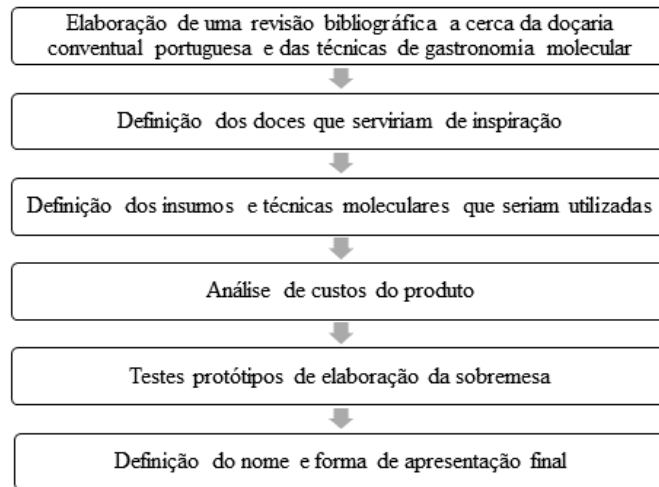 Elaboração de uma revisão bibliográfica a cerca da doçaria
conventual portuguesa e das técnicas de gastronomia molecular
Definição dos doces que serviriam de inspiração
Definição dos insumos e técnicas moleculares que seriam utilizadas
Análise de custos do produto
Testes protótipos de elaboração da sobremesa
Definição do nome e forma de apresentação final